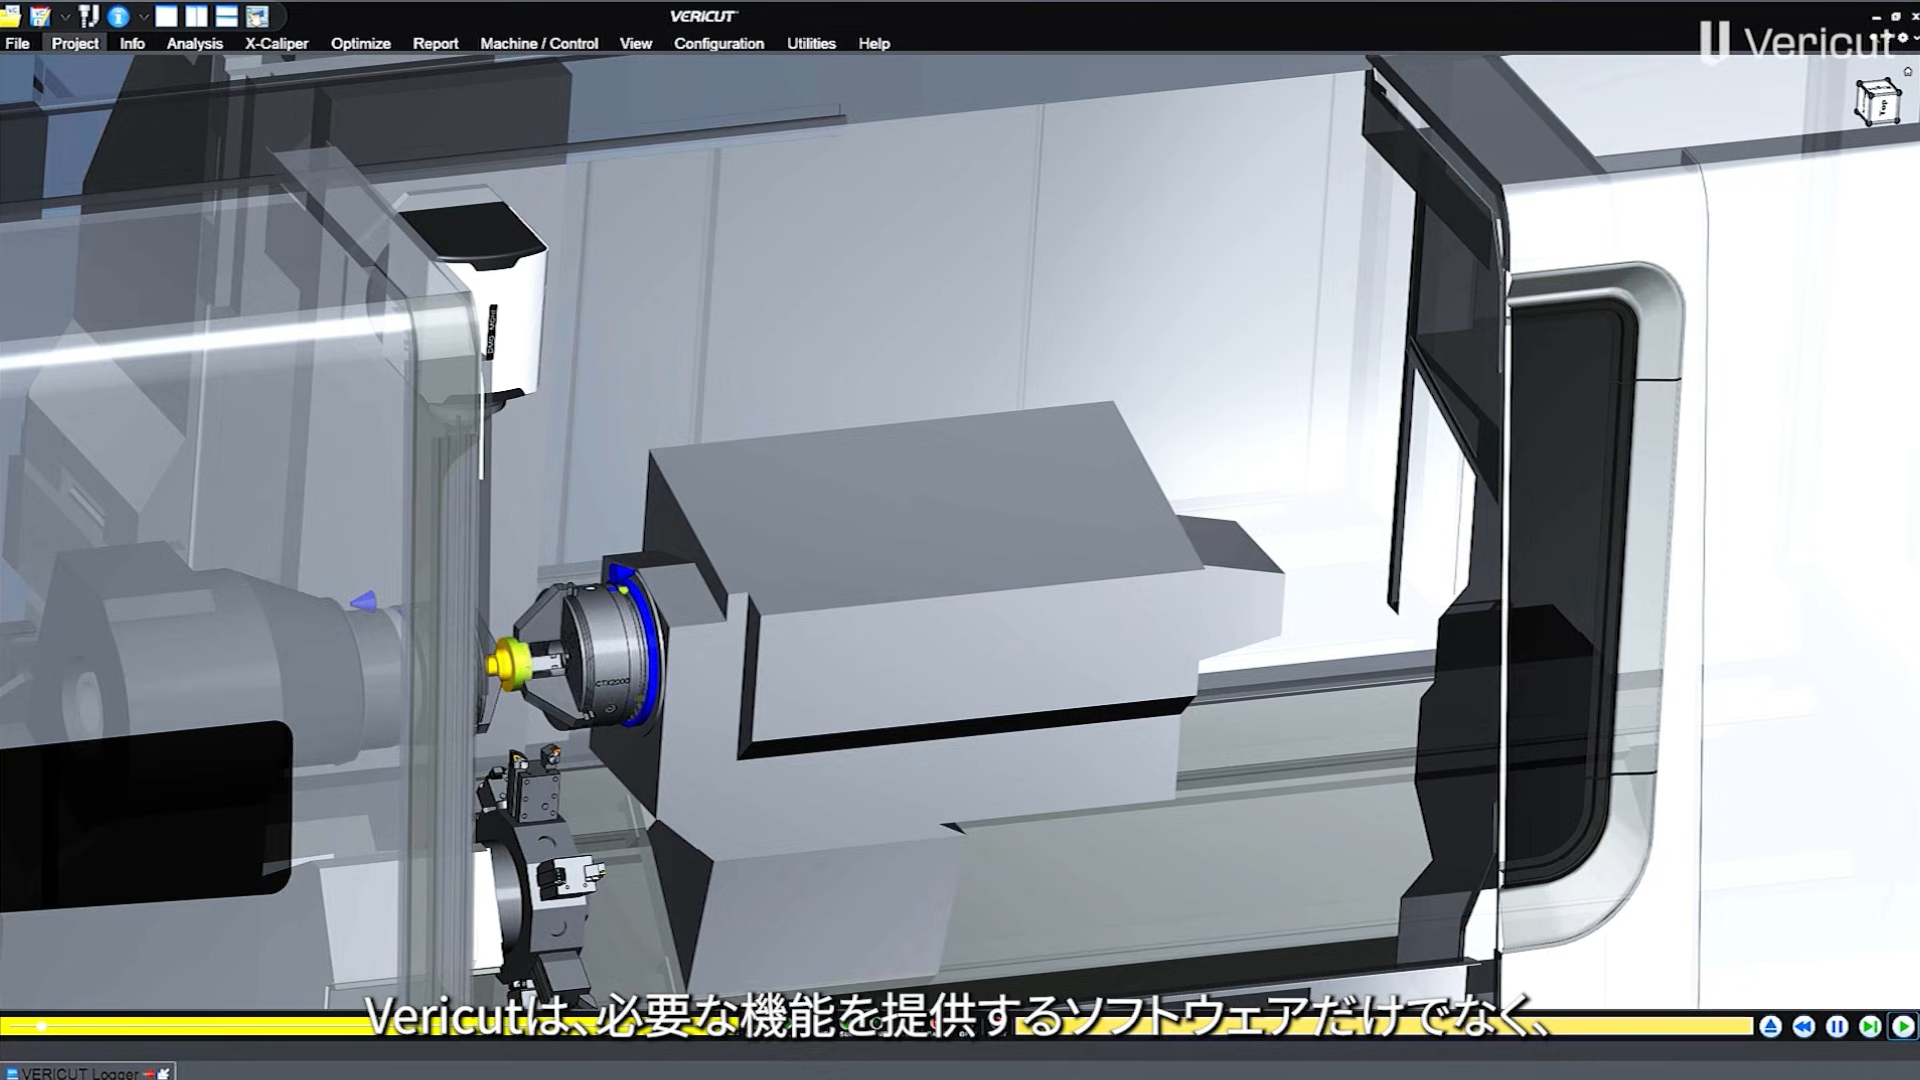 VERICUT
File Project Info Analysis X-Caliper Optimize Report Machine / Control View Configuration Utilities Help
Vericut
Top
CTX2000
Vericutは、必要な機能を提供するソフトウェアだけでなく、
VERICUT Logger